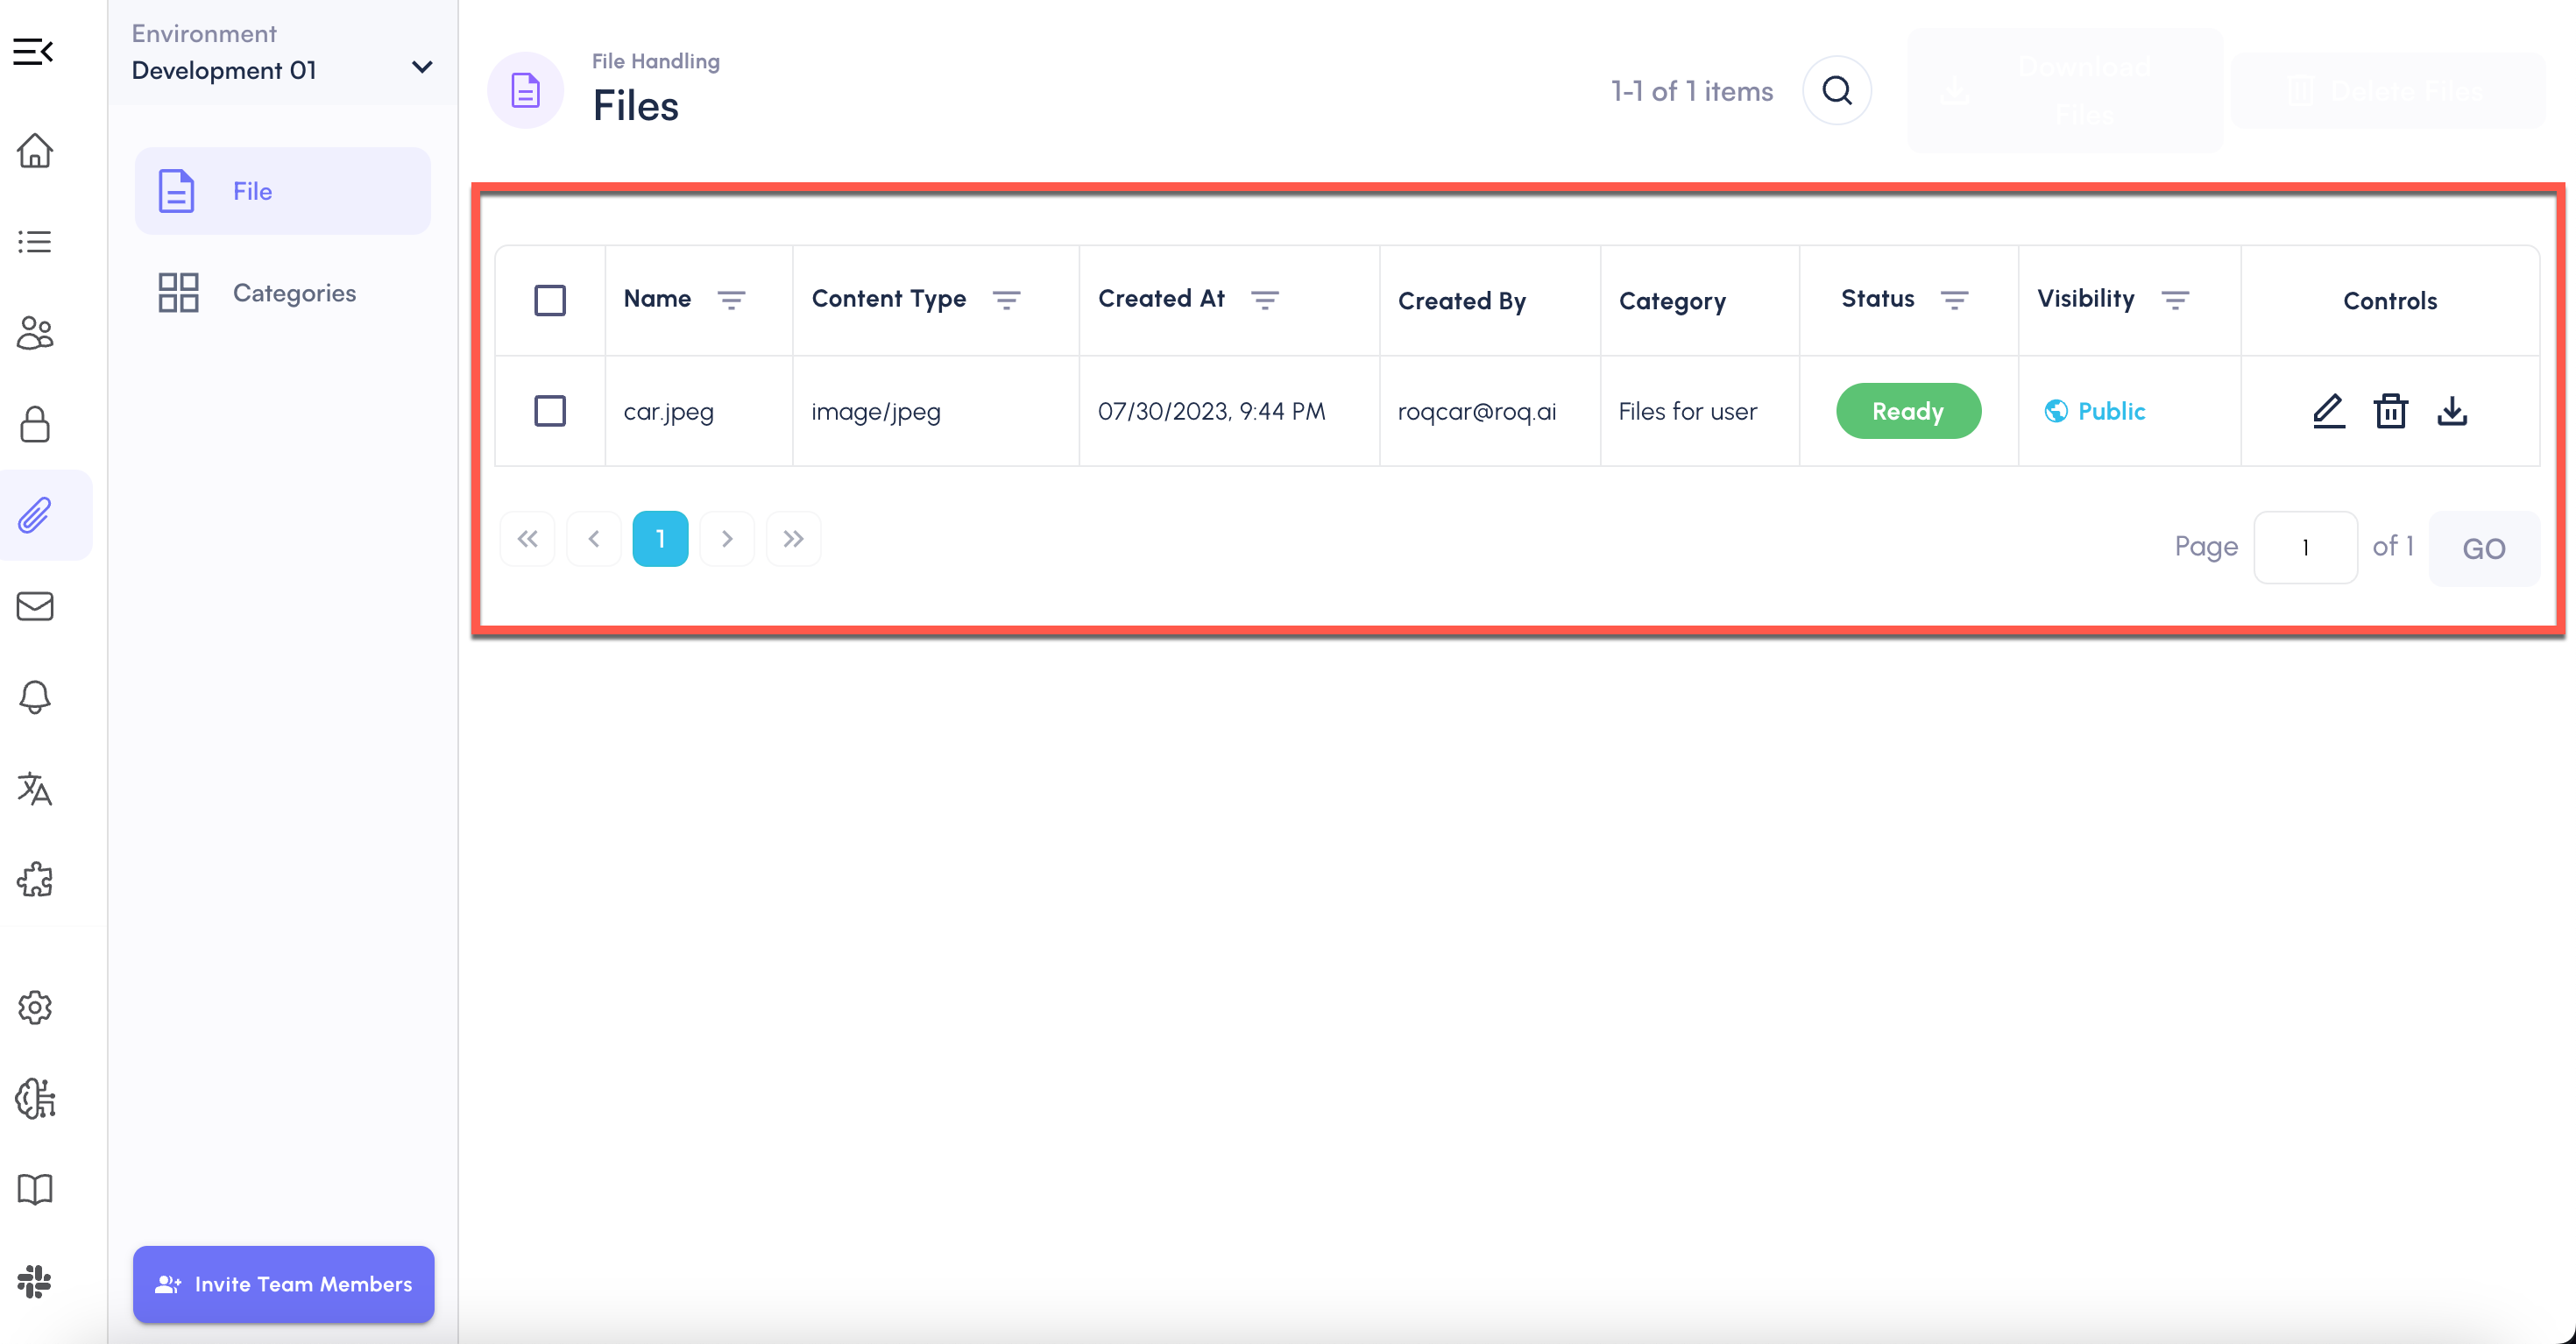 Environment
Development 01
File
Categories
Invite Team Members
File Handling
Files
1-1 of 1 items
Download
Files
Delete Files
Name
Content Type
Created At
Created By
Category
Status
Visibility
Controls
car.jpeg
image/jpeg
07/30/2023, 9:44 PM
roqcar@roq.ai
Files for user
Ready
Public
1
Page
1
of 1
GO